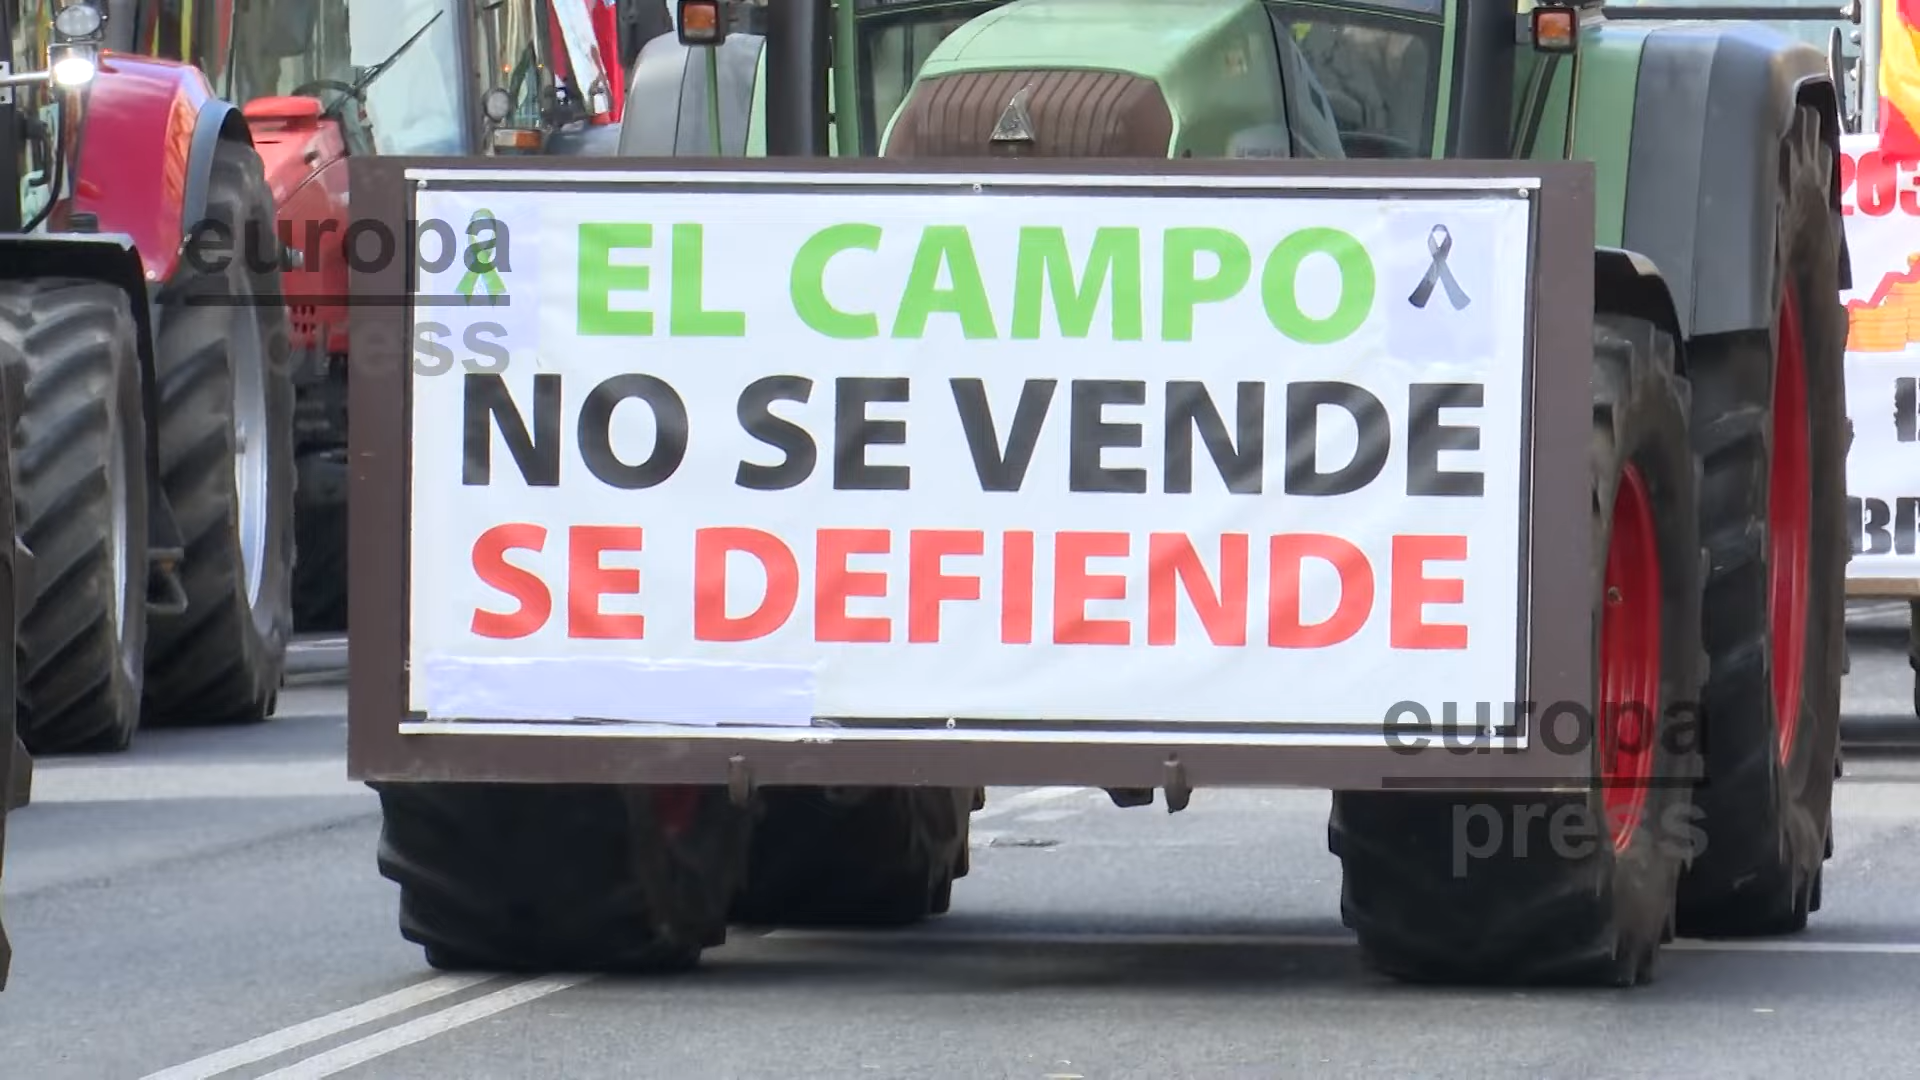 EL CAMPO
NO SE VENDE
SE DEFIENDE
europa
press
europa
press